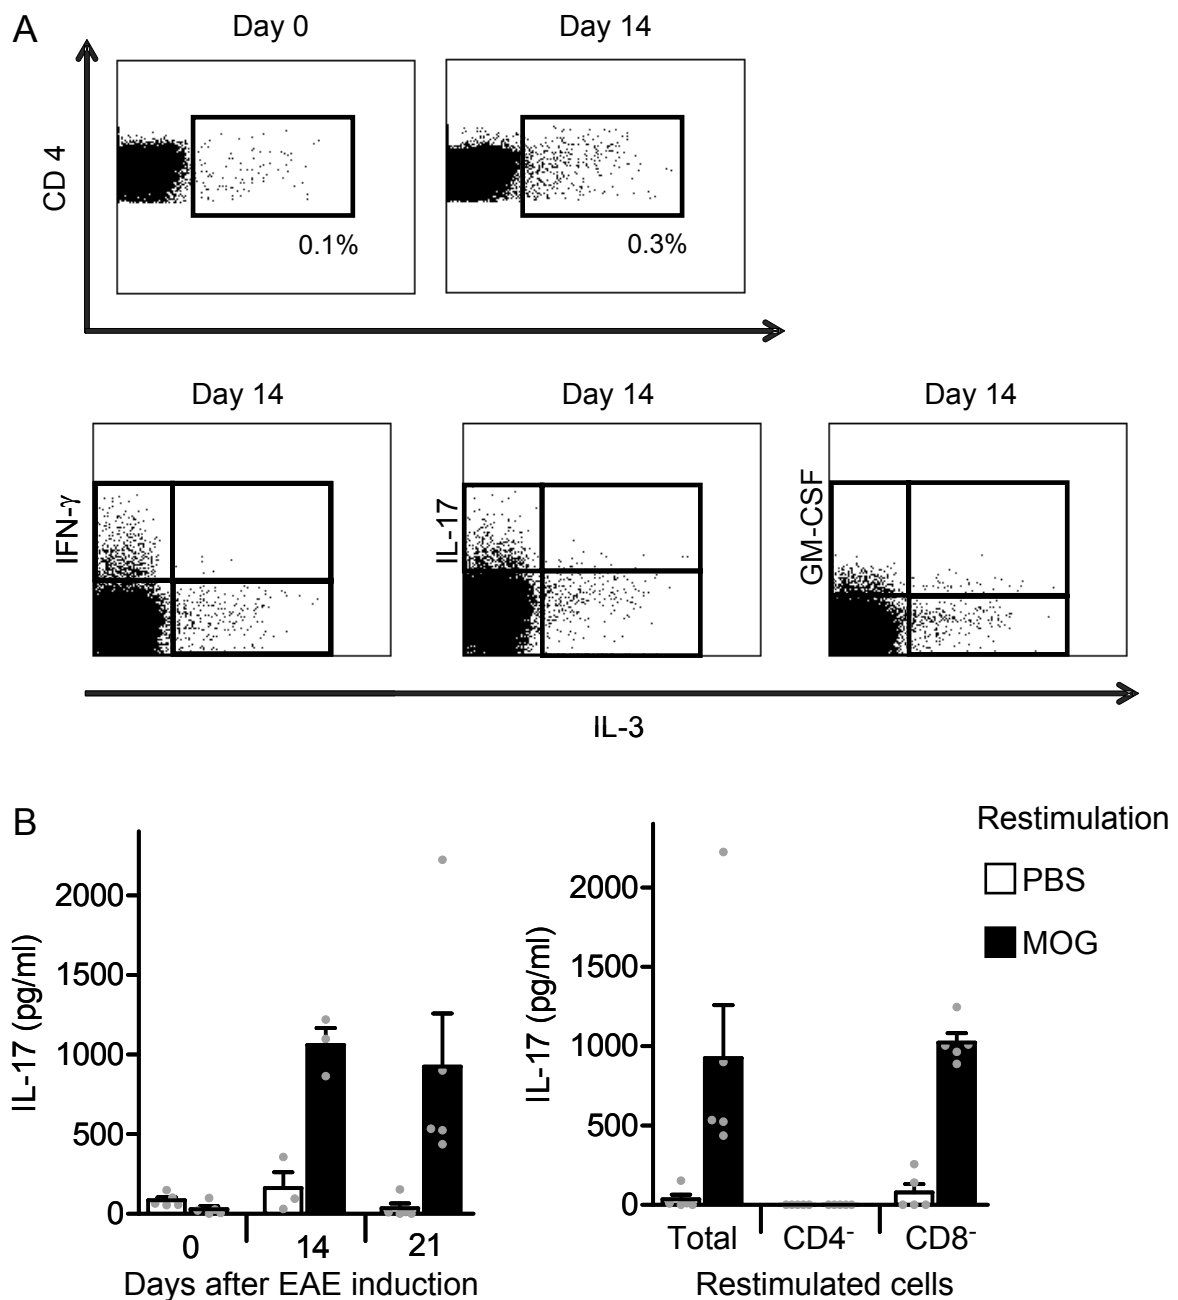 A
Day 0
Day 14
CD 4
0.1%
0.3%
Day 14
Day 14
Day 14
IFN-γ
IL-17
GM-CSF
IL-3
B
Restimulation
PBS
MOG
IL-17 (pg/ml)
2000
1500
1000
500
0
0
14
21
Days after EAE induction
IL-17 (pg/ml)
2000
1500
1000
500
0
Total
CD4⁻
CD8⁻
Restimulated cells